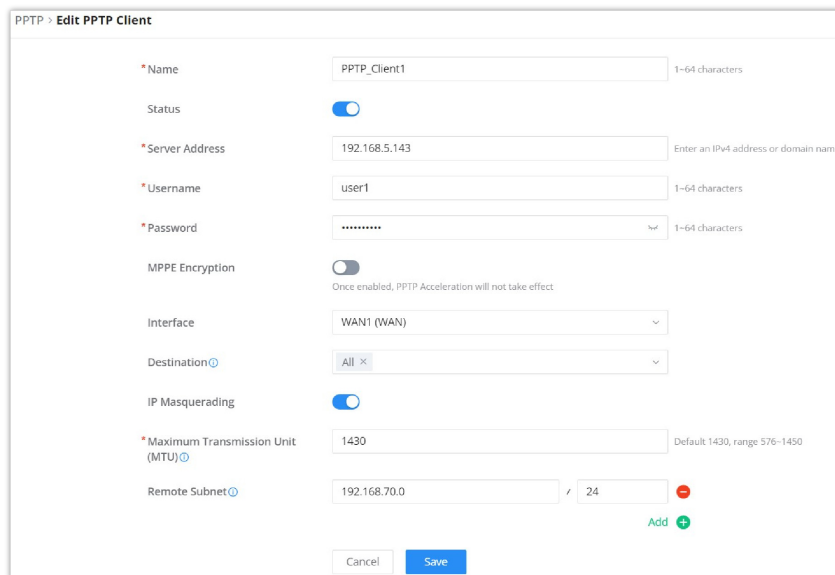 PPTP > Edit PPTP Client
*Name PPTP_Client1 1~64 characters
Status
*Server Address 192.168.5.143 Enter an IPv4 address or domain nam
*Username user1 1~64 characters
*Password •••••••••• 1~64 characters
MPPE Encryption
Once enabled, PPTP Acceleration will not take effect
Interface WAN1 (WAN)
Destination All ×
IP Masquerading
*Maximum Transmission Unit
(MTU) 1430 Default 1430, range 576~1450
Remote Subnet 192.168.70.0 / 24
Add
Cancel Save